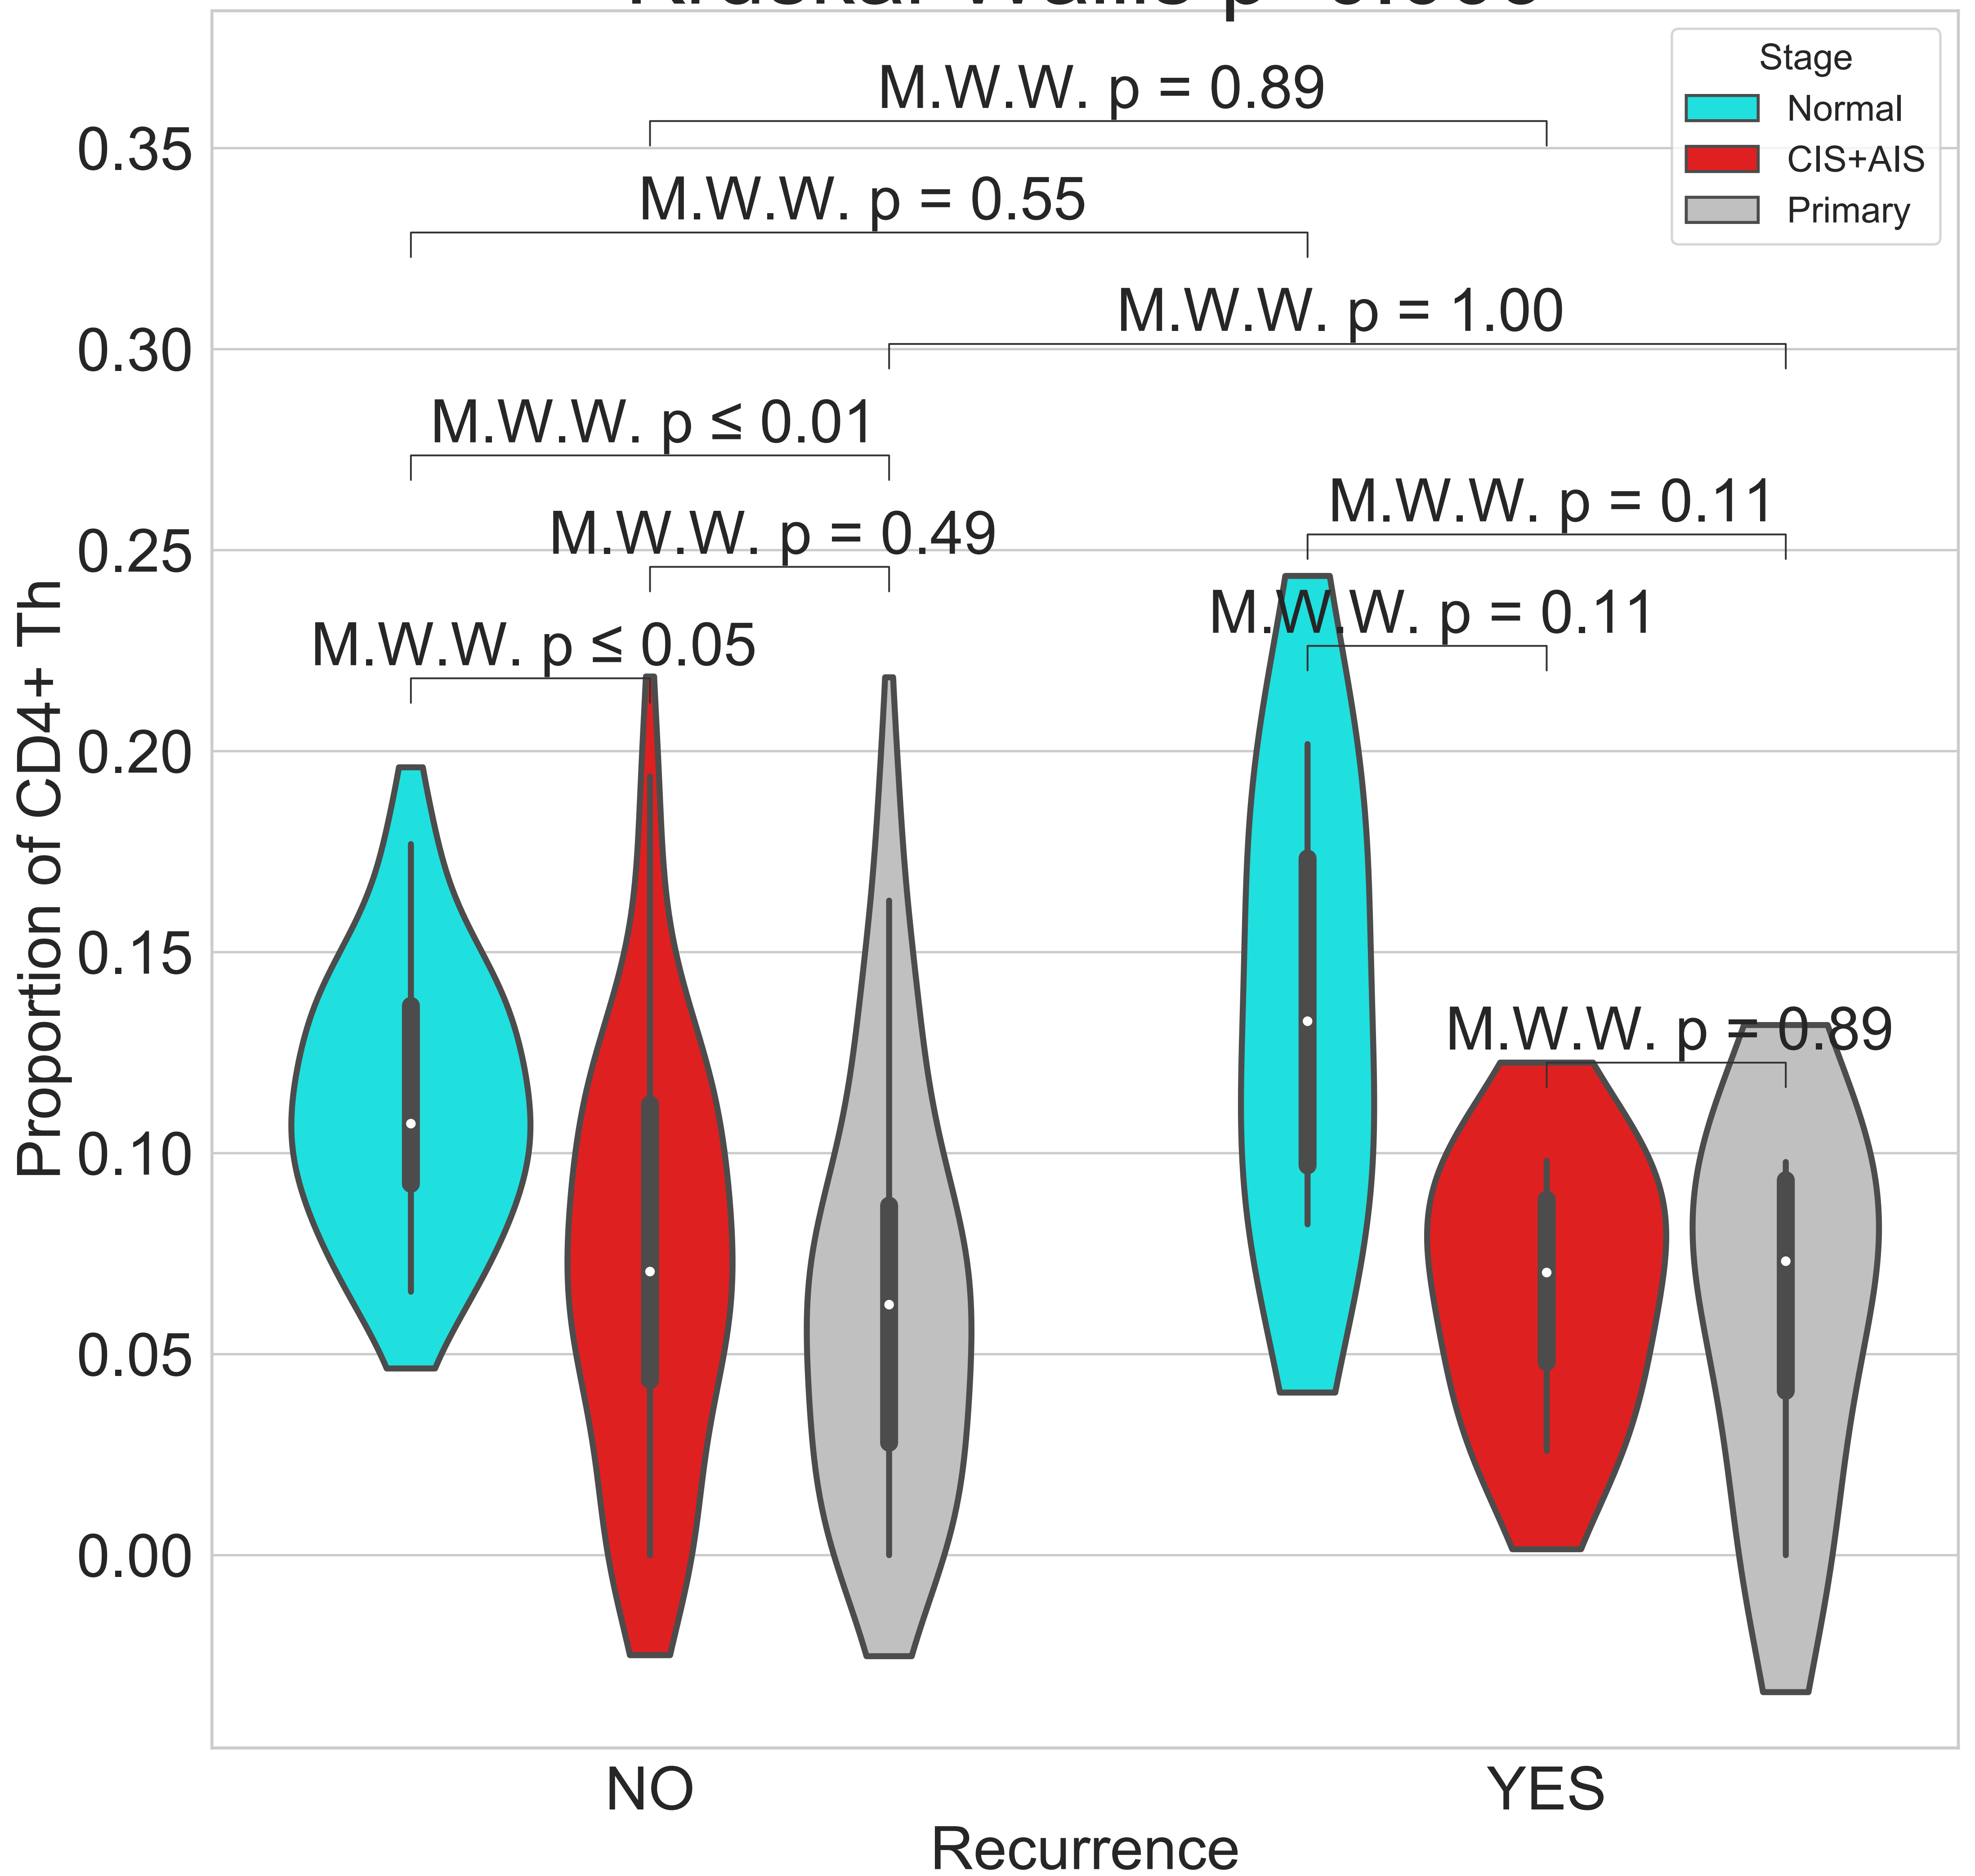 Stage
Normal
CIS+AIS
Primary
M.W.W. p = 0.89
M.W.W. p = 0.55
M.W.W. p = 1.00
M.W.W. p ≤ 0.01
M.W.W. p = 0.11
M.W.W. p = 0.49
M.W.W. p = 0.11
M.W.W. p ≤ 0.05
M.W.W. p = 0.89
0.35
0.30
0.25
0.20
0.15
0.10
0.05
0.00
Proportion of CD4+ Th
NO
YES
Recurrence